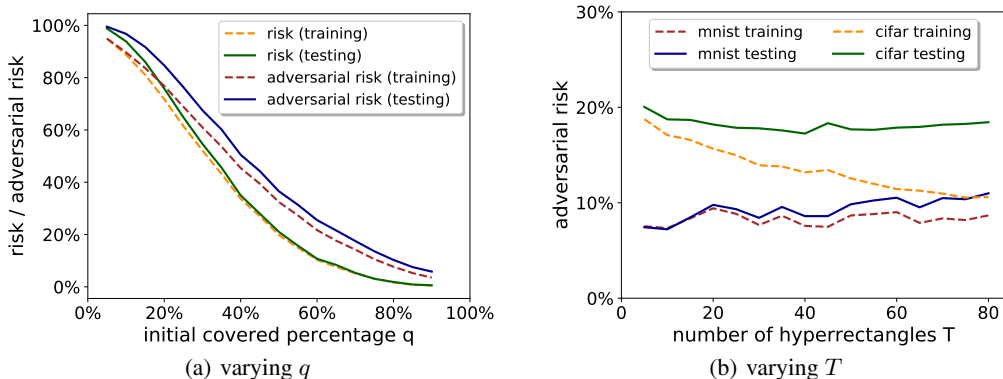 100%
80%
60%
40%
20%
0%
risk / adversarial risk
risk (training)
risk (testing)
adversarial risk (training)
adversarial risk (testing)
0% 20% 40% 60% 80% 100%
initial covered percentage q
(a) varying q
30%
20%
10%
0%
adversarial risk
mnist training cifar training
mnist testing cifar testing
0 20 40 60 80
number of hyperrectangles T
(b) varying T